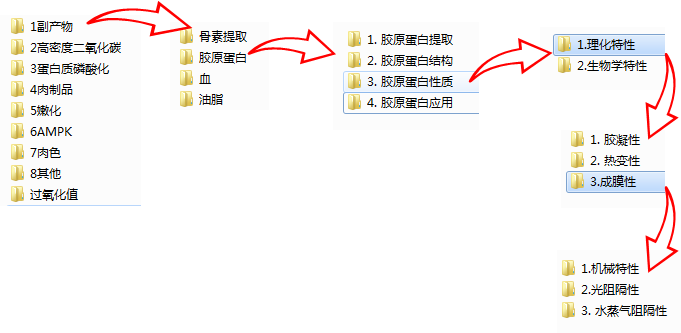 1副产物
2高密度二氧化碳
3蛋白质磷酸化
4肉制品
5嫩化
6AMPK
7肉色
8其他
过氧化值
骨素提取
胶原蛋白
血
油脂
1. 胶原蛋白提取
2. 胶原蛋白结构
3. 胶原蛋白性质
4. 胶原蛋白应用
1.理化特性
2.生物学特性
1. 胶凝性
2. 热变性
3.成膜性
1.机械特性
2.光阻隔性
3. 水蒸气阻隔性